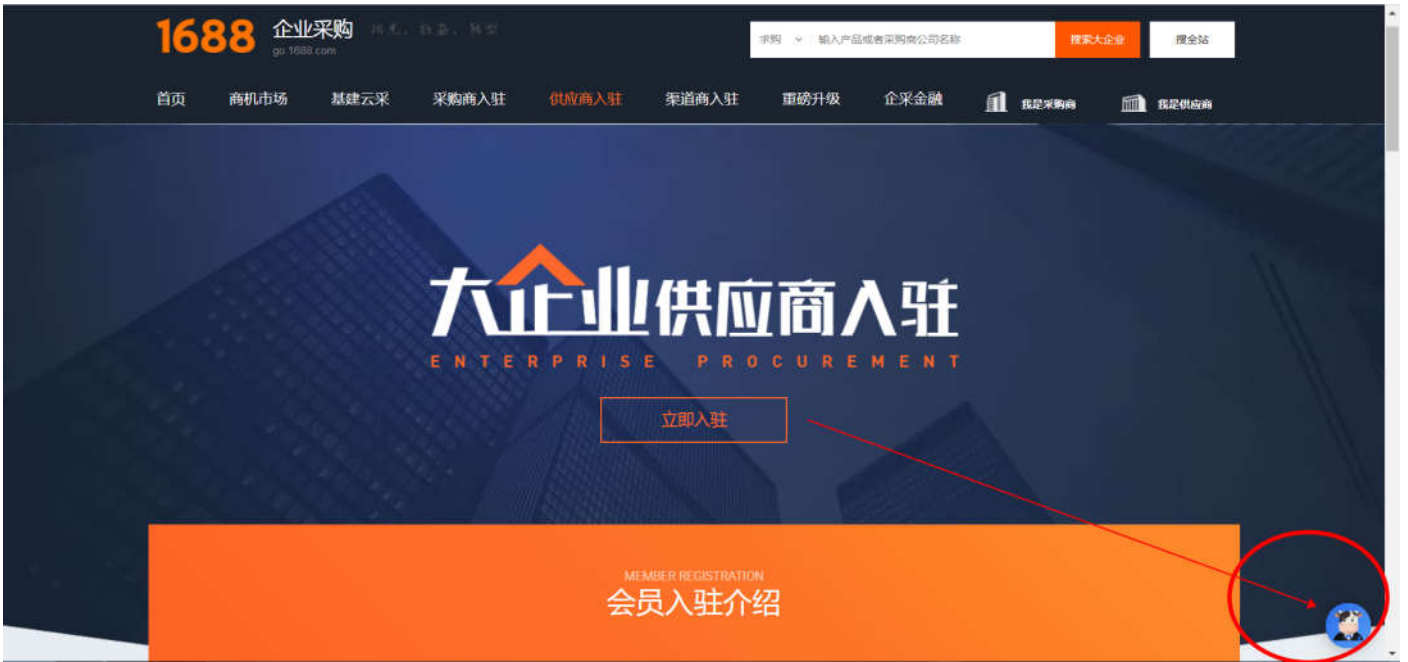 1688 企业采购
go.1688.com
求购 输入产品或者采购商公司名称 搜索大企业 搜全站
首页 商机市场 基建云采 采购商入驻 供应商入驻 渠道商入驻 重磅升级 企采金融 我是采购商 我是供应商
大企业供应商入驻
ENTERPRISE PROCUREMENT
立即入驻
MEMBER REGISTRATION
会员入驻介绍